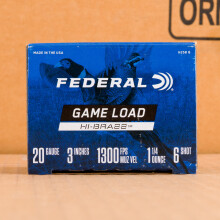 OR
MADE IN THE USA
FEDERAL
GAME LOAD
HI-BRASS
20 3 1300 FPS 1 1/4 6 SHOT
GAUGE INCHES MUZ VEL OUNCE